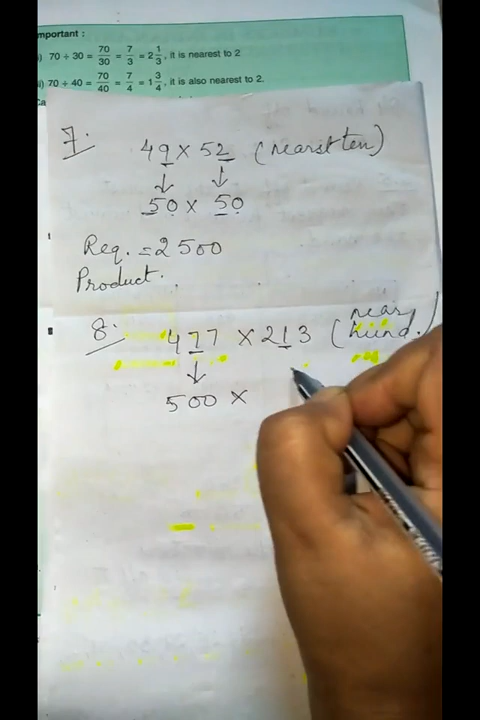 mportant :
) 70 ÷ 30 = 70/30 = 7/3 = 2 1/3, it is nearest to 2
i) 70 ÷ 40 = 70/40 = 7/4 = 1 3/4, it is also nearest to 2.
7.
49 × 52 (nearest ten)
↓ ↓
50 × 50
Req. = 2500
Product.
8. 477 × 213 (near hund.)
↓
500 ×